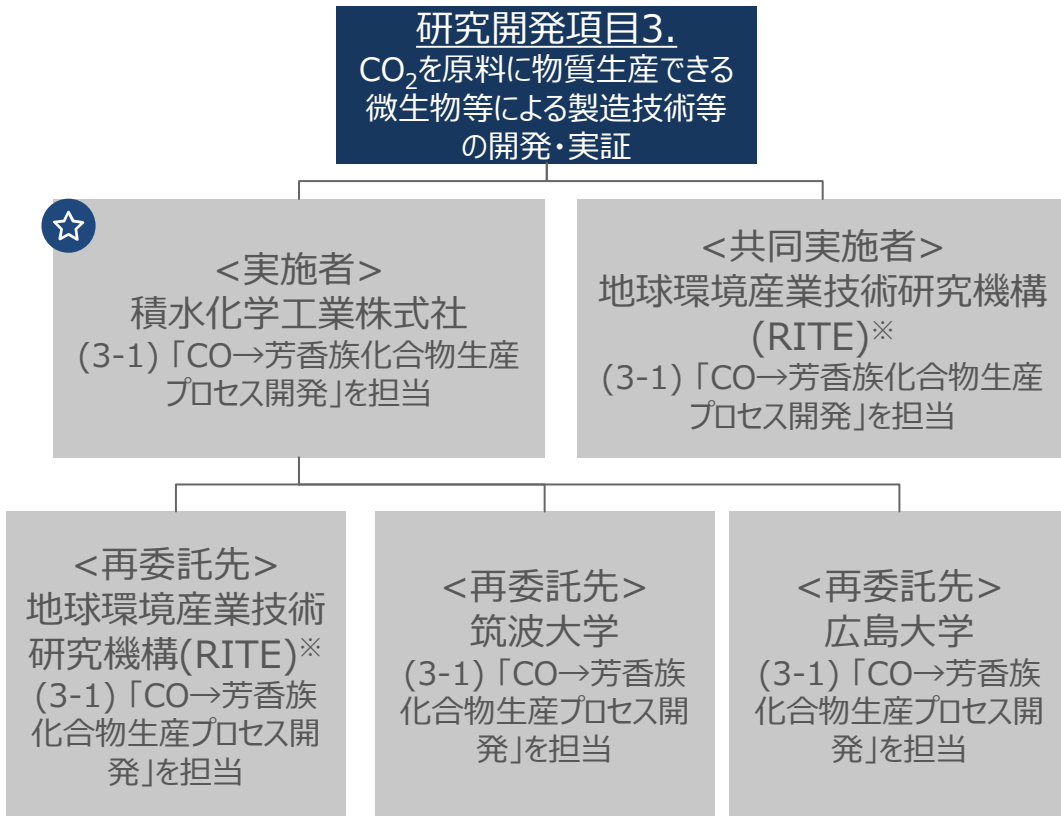 研究開発項目3.
CO₂を原料に物質生産できる
微生物等による製造技術等
の開発・実証
<実施者>
積水化学工業株式会社
(3-1)「CO→芳香族化合物生産
プロセス開発」を担当
<共同実施者>
地球環境産業技術研究機構
(RITE)※
(3-1)「CO→芳香族化合物生産
プロセス開発」を担当
<再委託先>
地球環境産業技術
研究機構(RITE)※
(3-1)「CO→芳香族
化合物生産プロセス開
発」を担当
<再委託先>
筑波大学
(3-1)「CO→芳香族
化合物生産プロセス開
発」を担当
<再委託先>
広島大学
(3-1)「CO→芳香族
化合物生産プロセス開
発」を担当